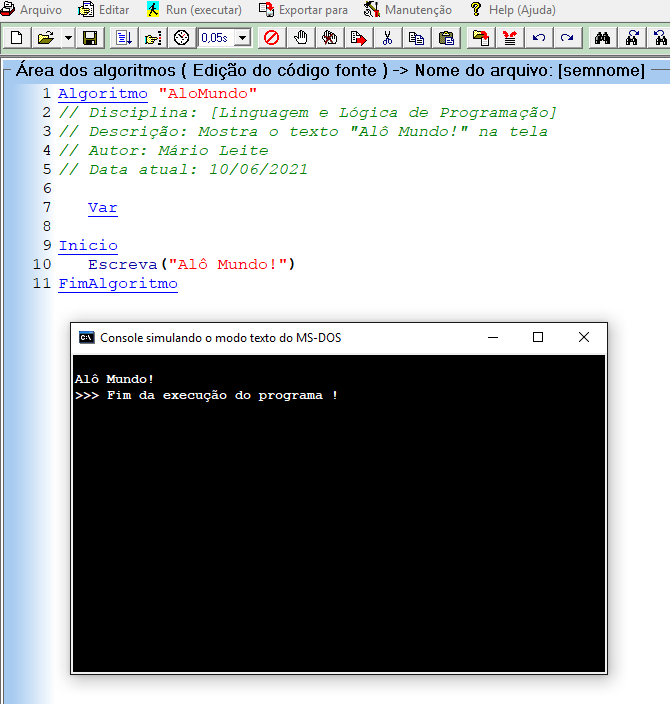 Arquivo Editar Run (executar) Exportar para Manutenção Help (Ajuda)
0,05s
Área dos algoritmos ( Edição do código fonte ) -> Nome do arquivo: [semnome]
1 Algoritmo "AloMundo"
2 // Disciplina: [Linguagem e Lógica de Programação]
3 // Descrição: Mostra o texto "Alô Mundo!" na tela
4 // Autor: Mário Leite
5 // Data atual: 10/06/2021
6
7 Var
8
9 Inicio
10 Escreva("Alô Mundo!")
11 FimAlgoritmo
C:\ Console simulando o modo texto do MS-DOS
Alô Mundo!
>>> Fim da execução do programa !